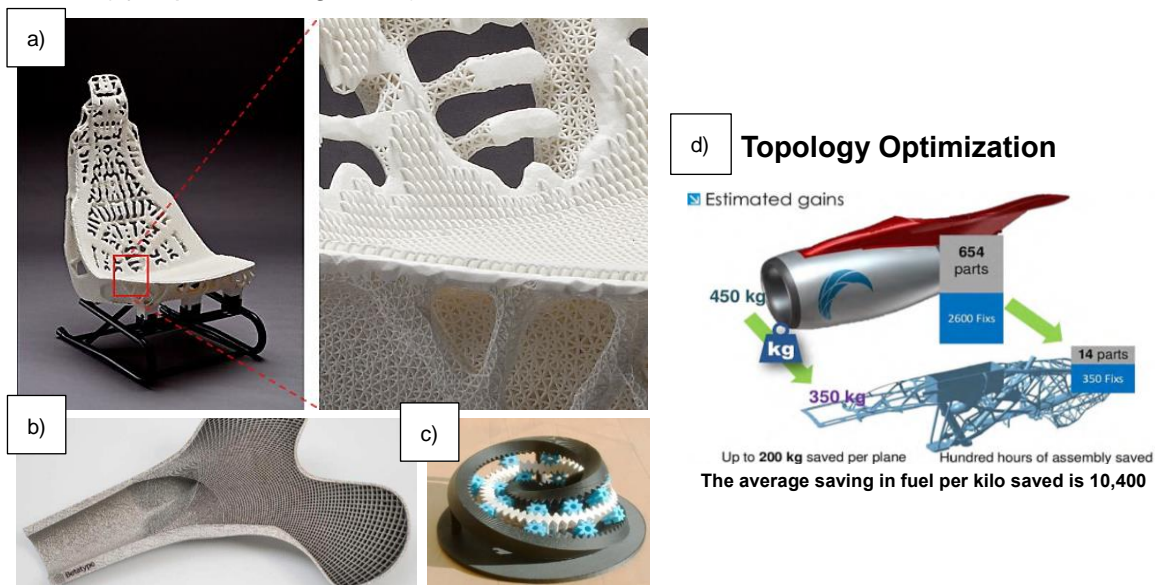 a)
b)
Betatype
c)
d)
Topology Optimization
Estimated gains
654
parts
2600 Fixs
450 kg
kg
14 parts
350 Fixs
350 kg
Up to 200 kg saved per plane
Hundred hours of assembly saved
The average saving in fuel per kilo saved is 10,400